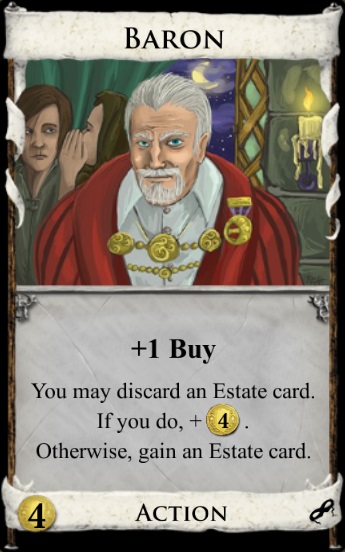 BARON
+1 Buy
You may discard an Estate card.
If you do, + 4 .
Otherwise, gain an Estate card.
4 ACTION